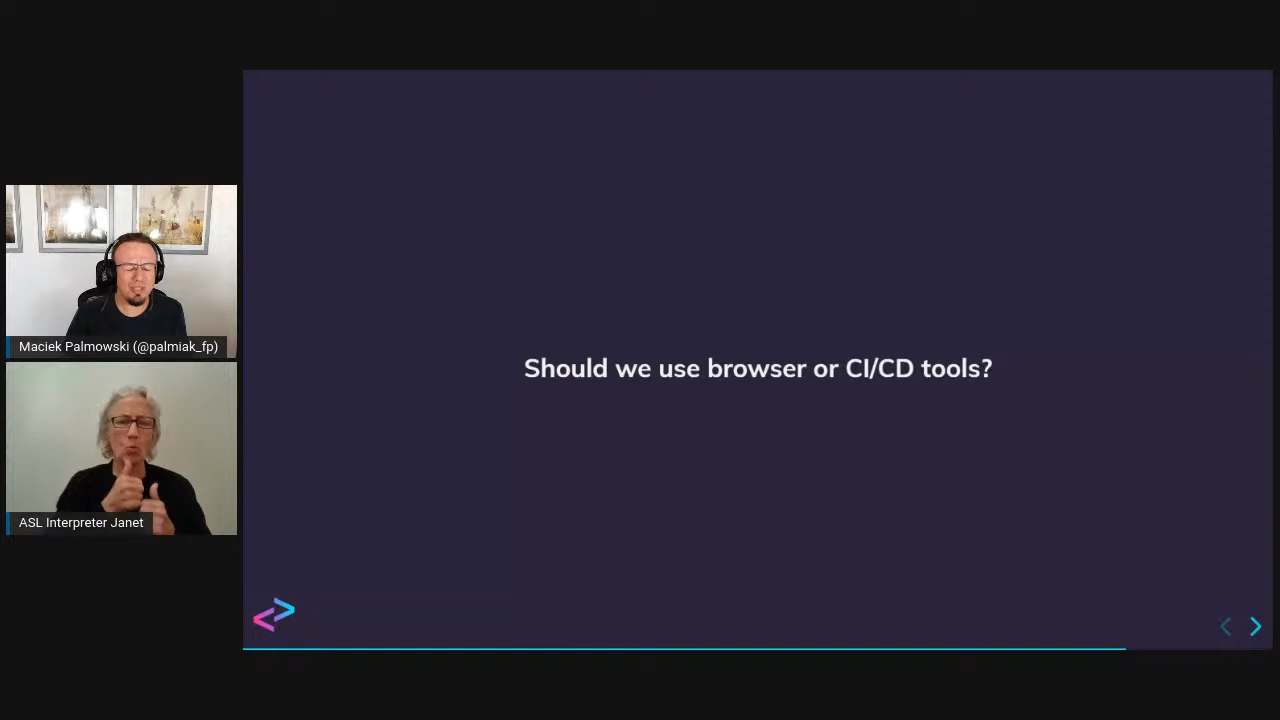 Maciek Palmowski (@palmiak_fp)
ASL Interpreter Janet
Should we use browser or CI/CD tools?